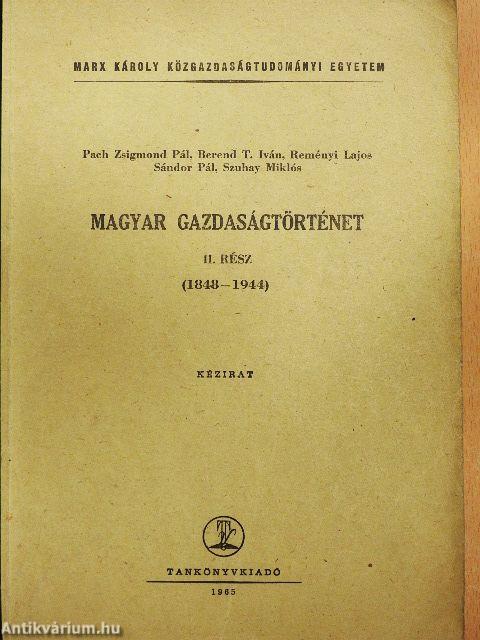 MARX KÁROLY KÖZGAZDASÁGTUDOMÁNYI EGYETEM
Pach Zsigmond Pál, Berend T. Iván, Reményi Lajos
Sándor Pál, Szuhay Miklós
MAGYAR GAZDASÁGTÖRTÉNET
II. RÉSZ
(1848—1944)
KÉZIRAT
TANKÖNYVKIADÓ
1965
Antikvárium.hu